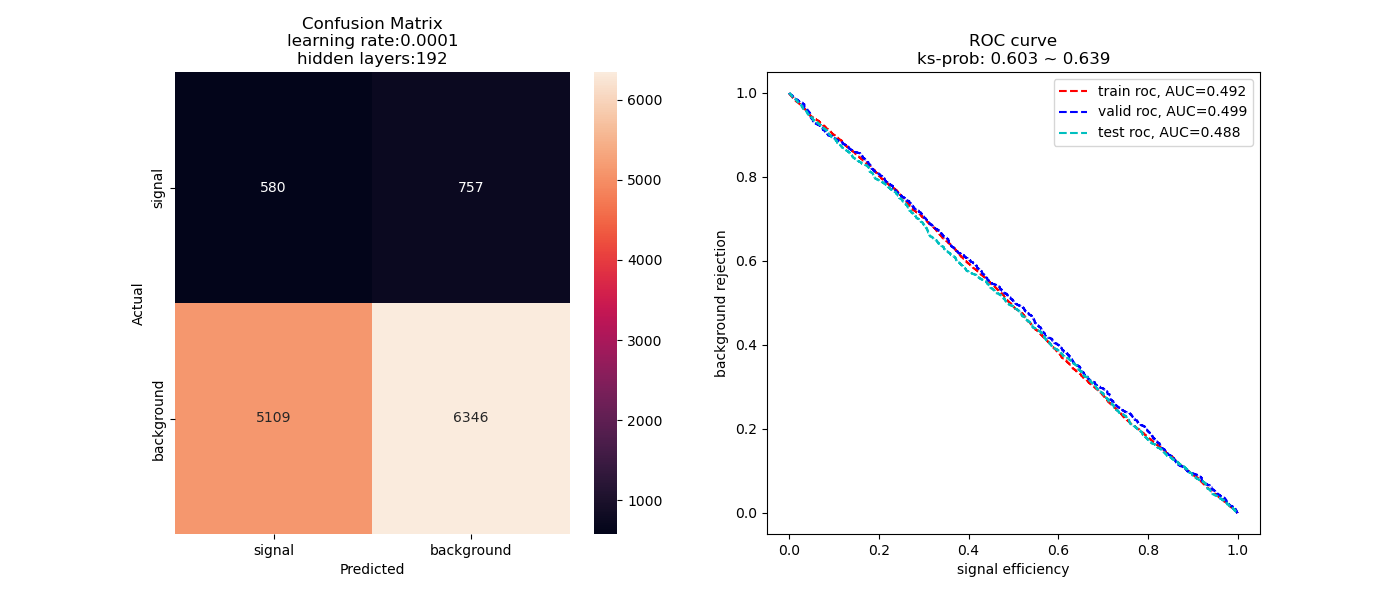 Confusion Matrix
learning rate:0.0001
hidden layers:192
signal
background
Actual
580
757
5109
6346
signal
background
Predicted
6000
5000
4000
3000
2000
1000
ROC curve
ks-prob: 0.603 ~ 0.639
train roc, AUC=0.492
valid roc, AUC=0.499
test roc, AUC=0.488
background rejection
1.0
0.8
0.6
0.4
0.2
0.0
0.0
0.2
0.4
0.6
0.8
1.0
signal efficiency